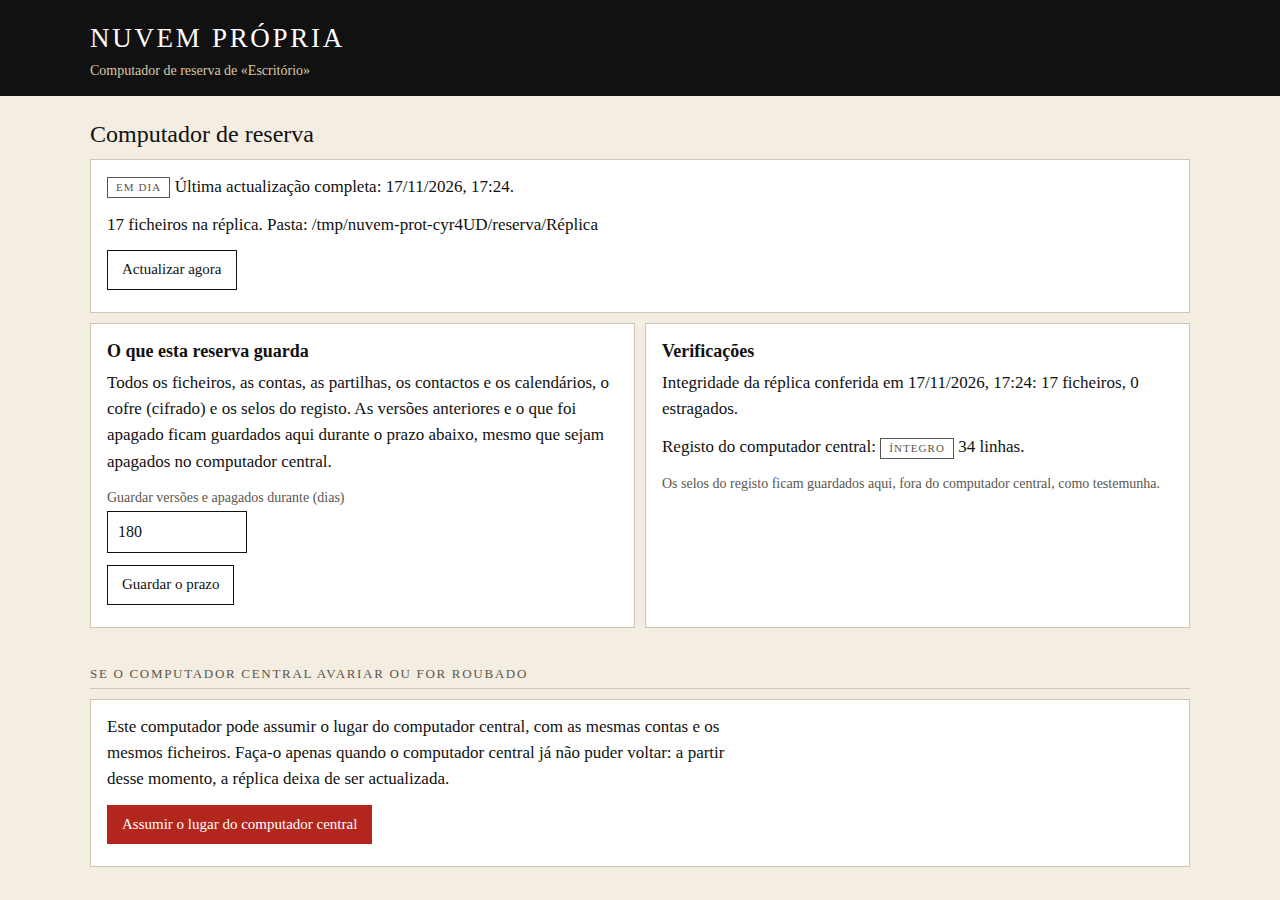 NUVEM PRÓPRIA
Computador de reserva de «Escritório»
Computador de reserva
EM DIA Última actualização completa: 17/11/2026, 17:24.
17 ficheiros na réplica. Pasta: /tmp/nuvem-prot-cyr4UD/reserva/Réplica
Actualizar agora
O que esta reserva guarda
Todos os ficheiros, as contas, as partilhas, os contactos e os calendários, o
cofre (cifrado) e os selos do registo. As versões anteriores e o que foi
apagado ficam guardados aqui durante o prazo abaixo, mesmo que sejam
apagados no computador central.
Guardar versões e apagados durante (dias)
180
Guardar o prazo
Verificações
Integridade da réplica conferida em 17/11/2026, 17:24: 17 ficheiros, 0
estragados.
Registo do computador central: ÍNTEGRO 34 linhas.
Os selos do registo ficam guardados aqui, fora do computador central, como testemunha.
SE O COMPUTADOR CENTRAL AVARIAR OU FOR ROUBADO
Este computador pode assumir o lugar do computador central, com as mesmas contas e os
mesmos ficheiros. Faça-o apenas quando o computador central já não puder voltar: a partir
desse momento, a réplica deixa de ser actualizada.
Assumir o lugar do computador central